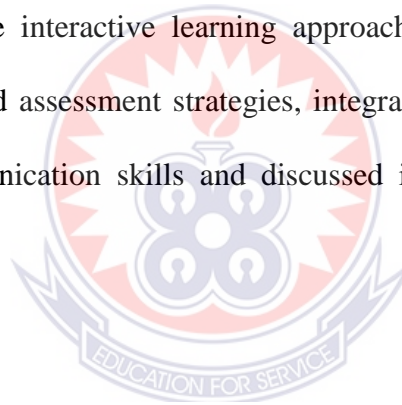 e interactive learning approach
d assessment strategies, integra
nication skills and discussed i
EDUCATION FOR SERVICE